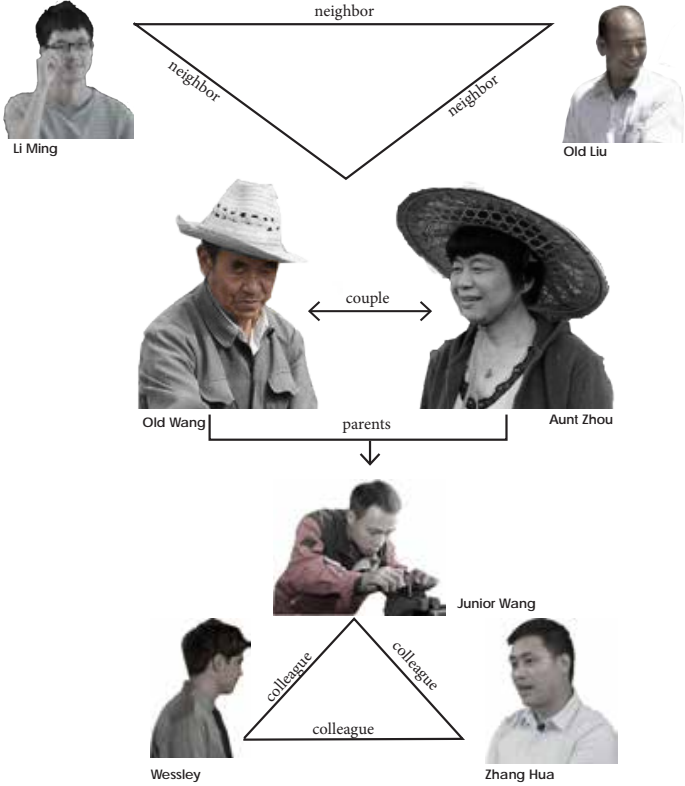 neighbor
neighbor
neighbor
Li Ming
Old Liu
couple
Old Wang
parents
Aunt Zhou
Junior Wang
colleague
colleague
colleague
Wessley
Zhang Hua